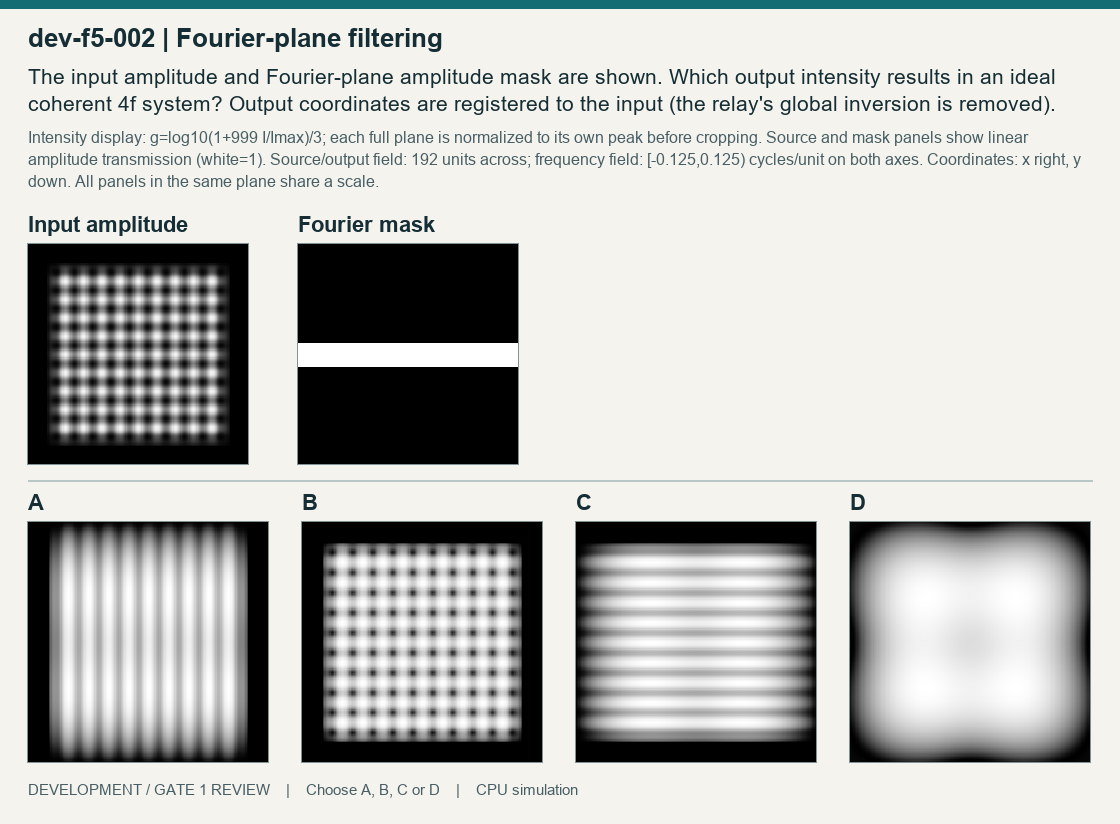 dev-f5-002 | Fourier-plane filtering
The input amplitude and Fourier-plane amplitude mask are shown. Which output intensity results in an ideal
coherent 4f system? Output coordinates are registered to the input (the relay's global inversion is removed).
Intensity display: g=log10(1+999 I/Imax)/3; each full plane is normalized to its own peak before cropping. Source and mask panels show linear
amplitude transmission (white=1). Source/output field: 192 units across; frequency field: [-0.125,0.125) cycles/unit on both axes. Coordinates: x right, y
down. All panels in the same plane share a scale.
Input amplitude
Fourier mask
A
B
C
D
DEVELOPMENT / GATE 1 REVIEW | Choose A, B, C or D | CPU simulation